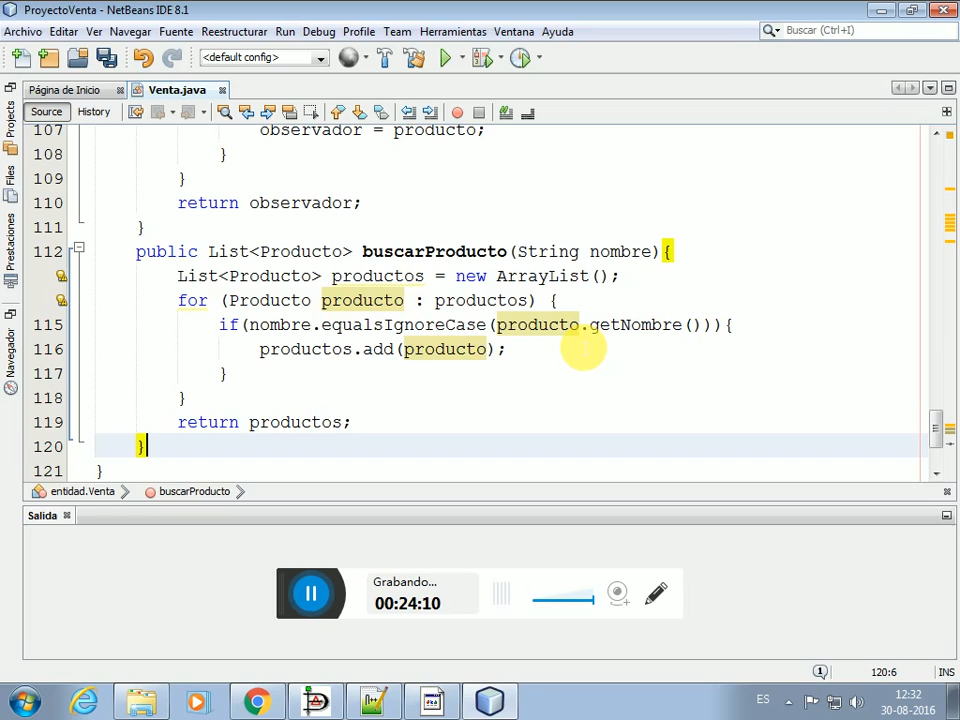 ProyectoVenta - NetBeans IDE 8.1
Archivo Editar Ver Navegar Fuente Reestructurar Run Debug Profile Team Herramientas Ventana Ayuda
Buscar (Ctrl+I)
<default config>
Página de Inicio
Venta.java
Source History
Projects
Files
Prestaciones
Navegador
107 observador = producto;
108 }
109 }
110 return observador;
111 }
112 public List<Producto> buscarProducto(String nombre){
List<Producto> productos = new ArrayList();
for (Producto producto : productos) {
115 if(nombre.equalsIgnoreCase(producto.getNombre())){
116 productos.add(producto);
117 }
118 }
119 return productos;
120 }
121 }
entidad.Venta buscarProducto
Salida
Grabando...
00:24:10
1 120:6 INS
ES
12:32
30-08-2016